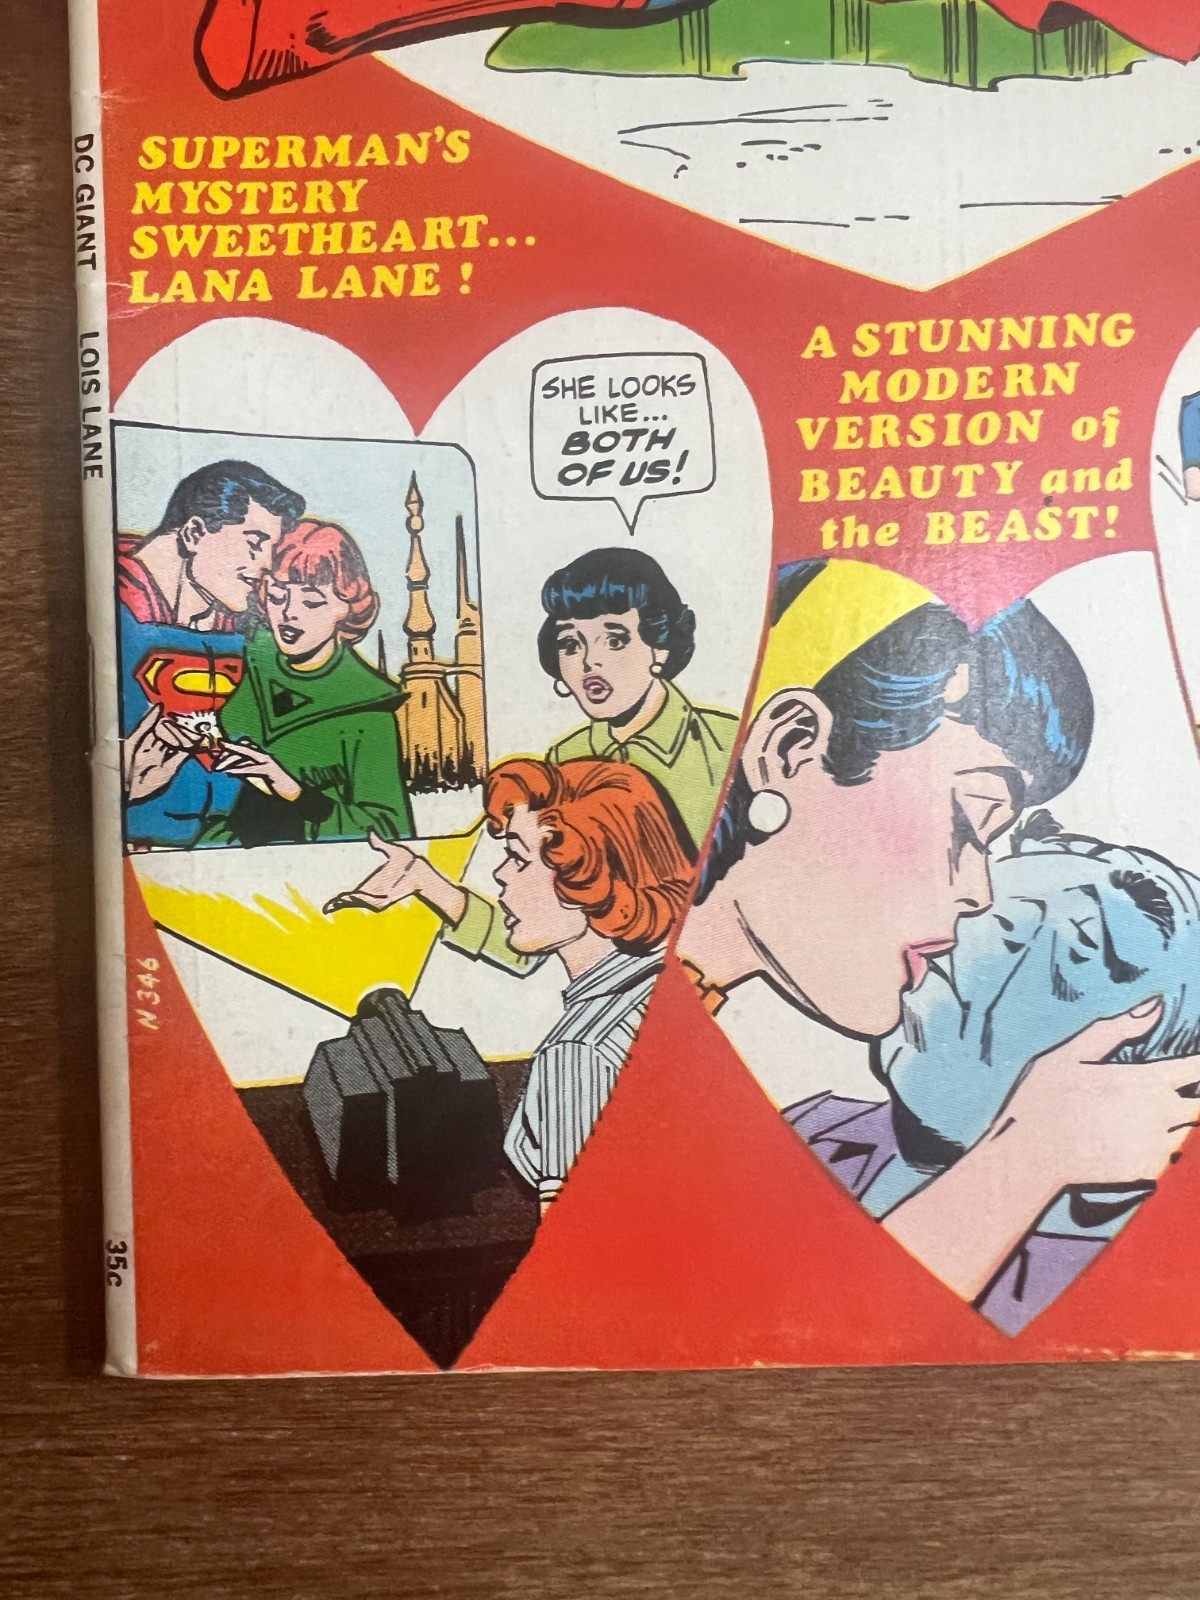 DC GIANT LOIS LANE 35c
SUPERMAN'S
MYSTERY
SWEETHEART...
LANA LANE!
SHE LOOKS
LIKE...
BOTH
OF US!
A STUNNING
MODERN
VERSION of
BEAUTY and
the BEAST!
N346